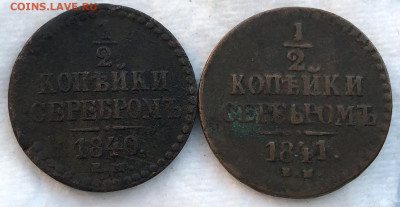 COINS.LAVE.RU
1
2
КОПѢЙКИ
СЕРЕБРОМЪ
1840.
1
2
КОПѢЙКИ
СЕРЕБРОМЪ
1841.